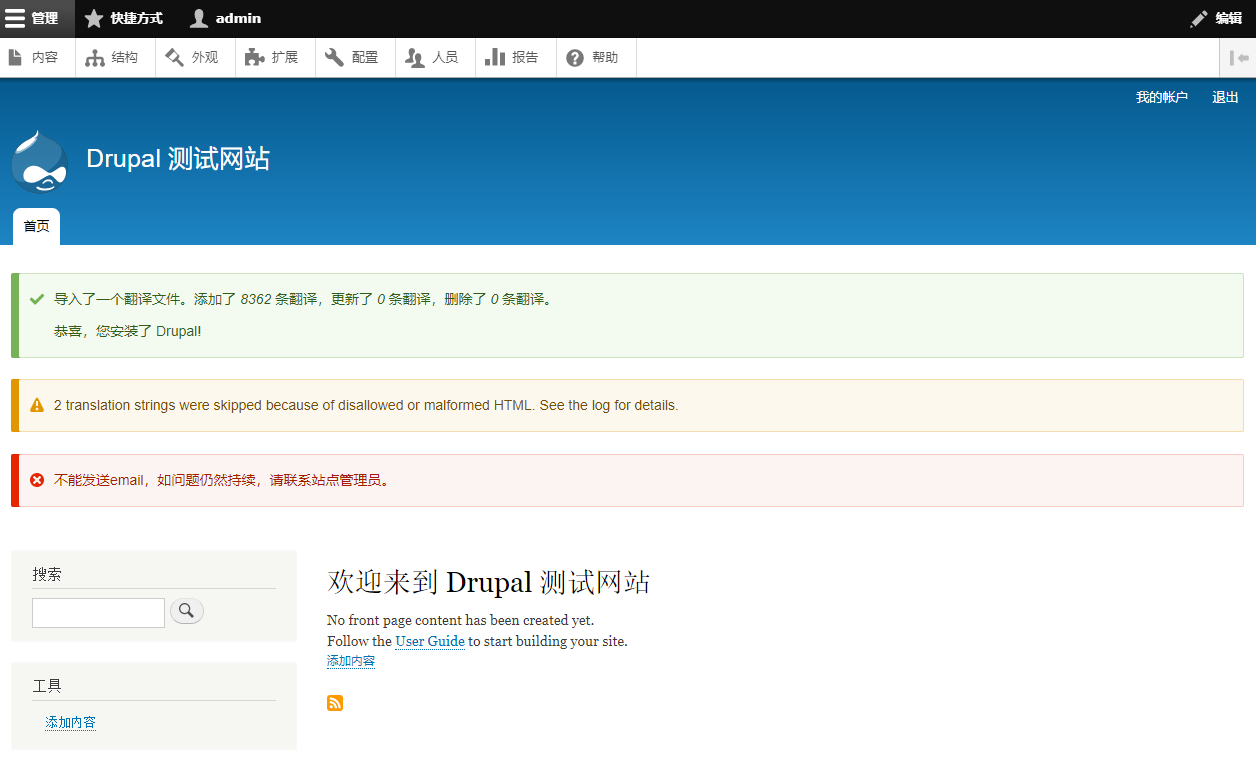 管理 快捷方式 admin 编辑
内容 结构 外观 扩展 配置 人员 报告 帮助
我的帐户 退出
Drupal 测试网站
首页
导入了一个翻译文件。添加了 8362 条翻译，更新了 0 条翻译，删除了 0 条翻译。
恭喜，您安装了 Drupal!
2 translation strings were skipped because of disallowed or malformed HTML. See the log for details.
不能发送email，如问题仍然持续，请联系站点管理员。
搜索
工具
添加内容
欢迎来到 Drupal 测试网站
No front page content has been created yet.
Follow the User Guide to start building your site.
添加内容